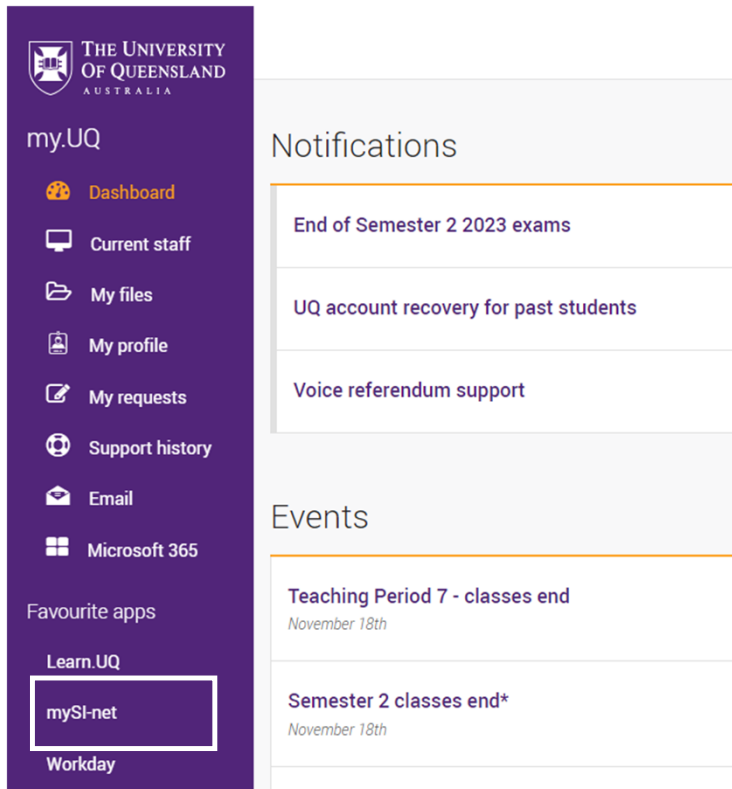 THE UNIVERSITY
OF QUEENSLAND
AUSTRALIA
my.UQ
Dashboard
Current staff
My files
My profile
My requests
Support history
Email
Microsoft 365
Favourite apps
Learn.UQ
mySI-net
Workday
Notifications
End of Semester 2 2023 exams
UQ account recovery for past students
Voice referendum support
Events
Teaching Period 7 - classes end
November 18th
Semester 2 classes end*
November 18th